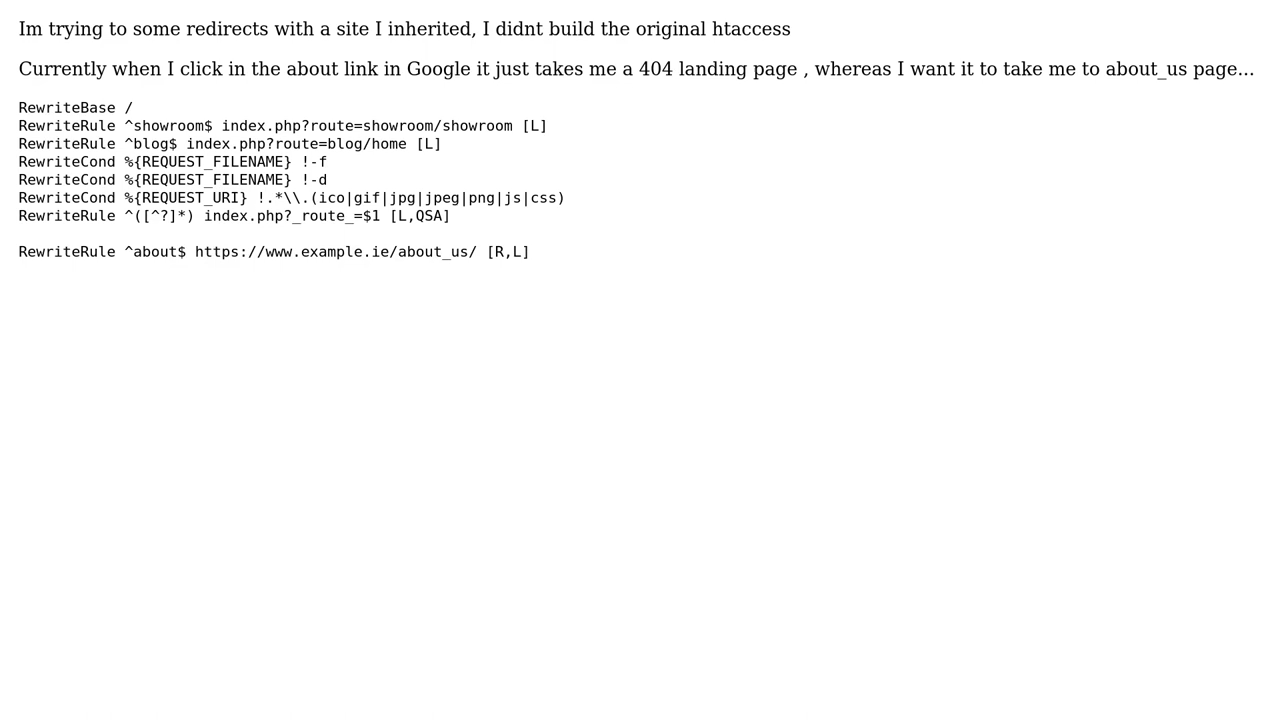 Im trying to some redirects with a site I inherited, I didnt build the original htaccess
Currently when I click in the about link in Google it just takes me a 404 landing page , whereas I want it to take me to about_us page...
RewriteBase /
RewriteRule ^showroom$ index.php?route=showroom/showroom [L]
RewriteRule ^blog$ index.php?route=blog/home [L]
RewriteCond %{REQUEST_FILENAME} !-f
RewriteCond %{REQUEST_FILENAME} !-d
RewriteCond %{REQUEST_URI} !.*\\.(ico|gif|jpg|jpeg|png|js|css)
RewriteRule ^([^?]*) index.php?_route_=$1 [L,QSA]
RewriteRule ^about$ https://www.example.ie/about_us/ [R,L]